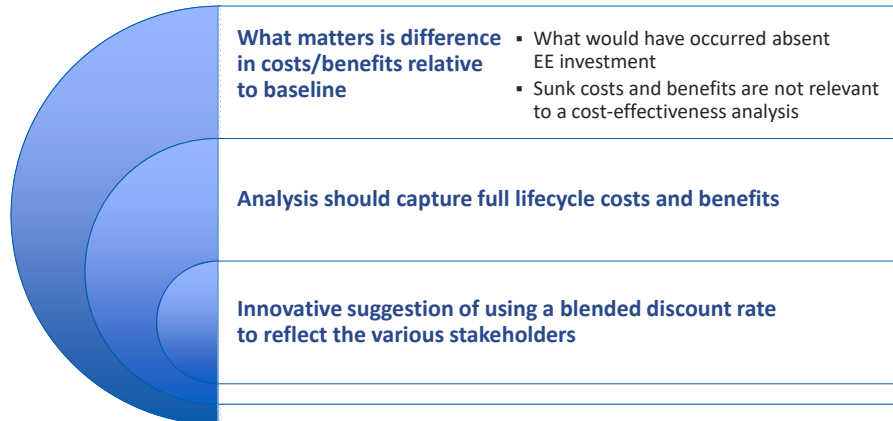 What matters is difference
in costs/benefits relative
to baseline
▪ What would have occurred absent
EE investment
▪ Sunk costs and benefits are not relevant
to a cost-effectiveness analysis
Analysis should capture full lifecycle costs and benefits
Innovative suggestion of using a blended discount rate
to reflect the various stakeholders